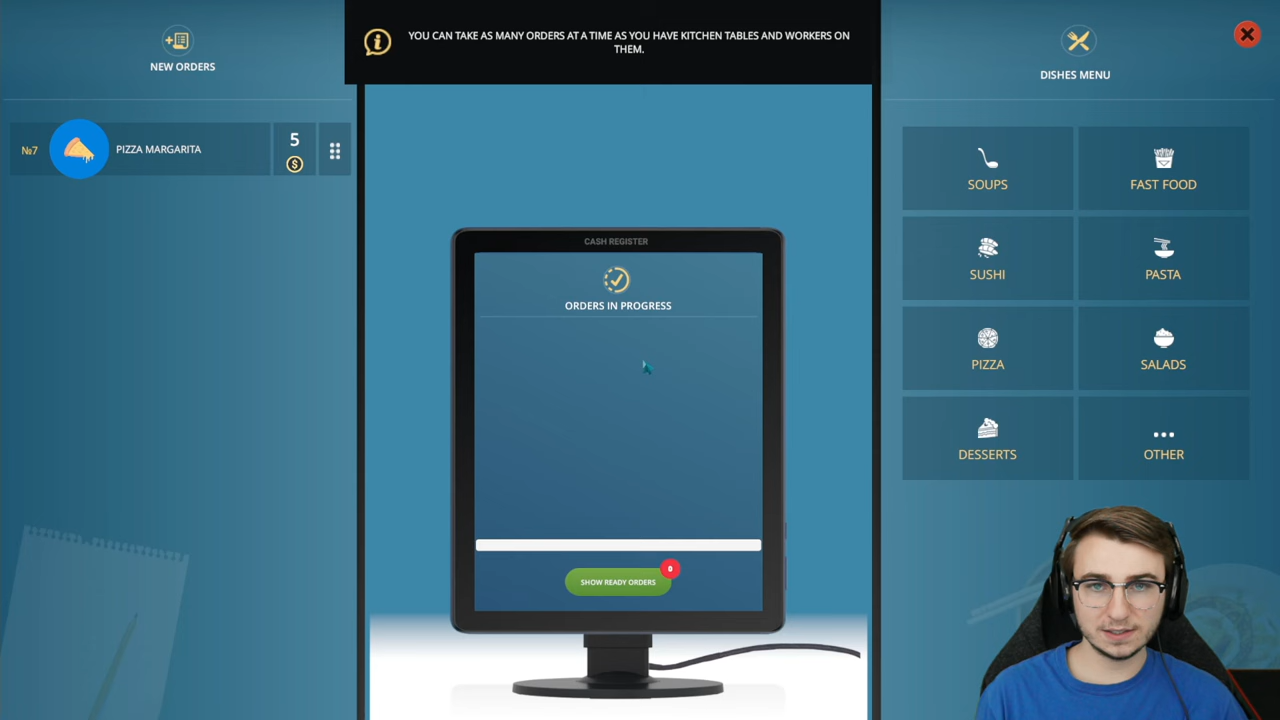 NEW ORDERS
№7
PIZZA MARGARITA
5
$
YOU CAN TAKE AS MANY ORDERS AT A TIME AS YOU HAVE KITCHEN TABLES AND WORKERS ON
THEM.
CASH REGISTER
ORDERS IN PROGRESS
SHOW READY ORDERS
0
DISHES MENU
SOUPS
FAST FOOD
SUSHI
PASTA
PIZZA
SALADS
DESSERTS
OTHER